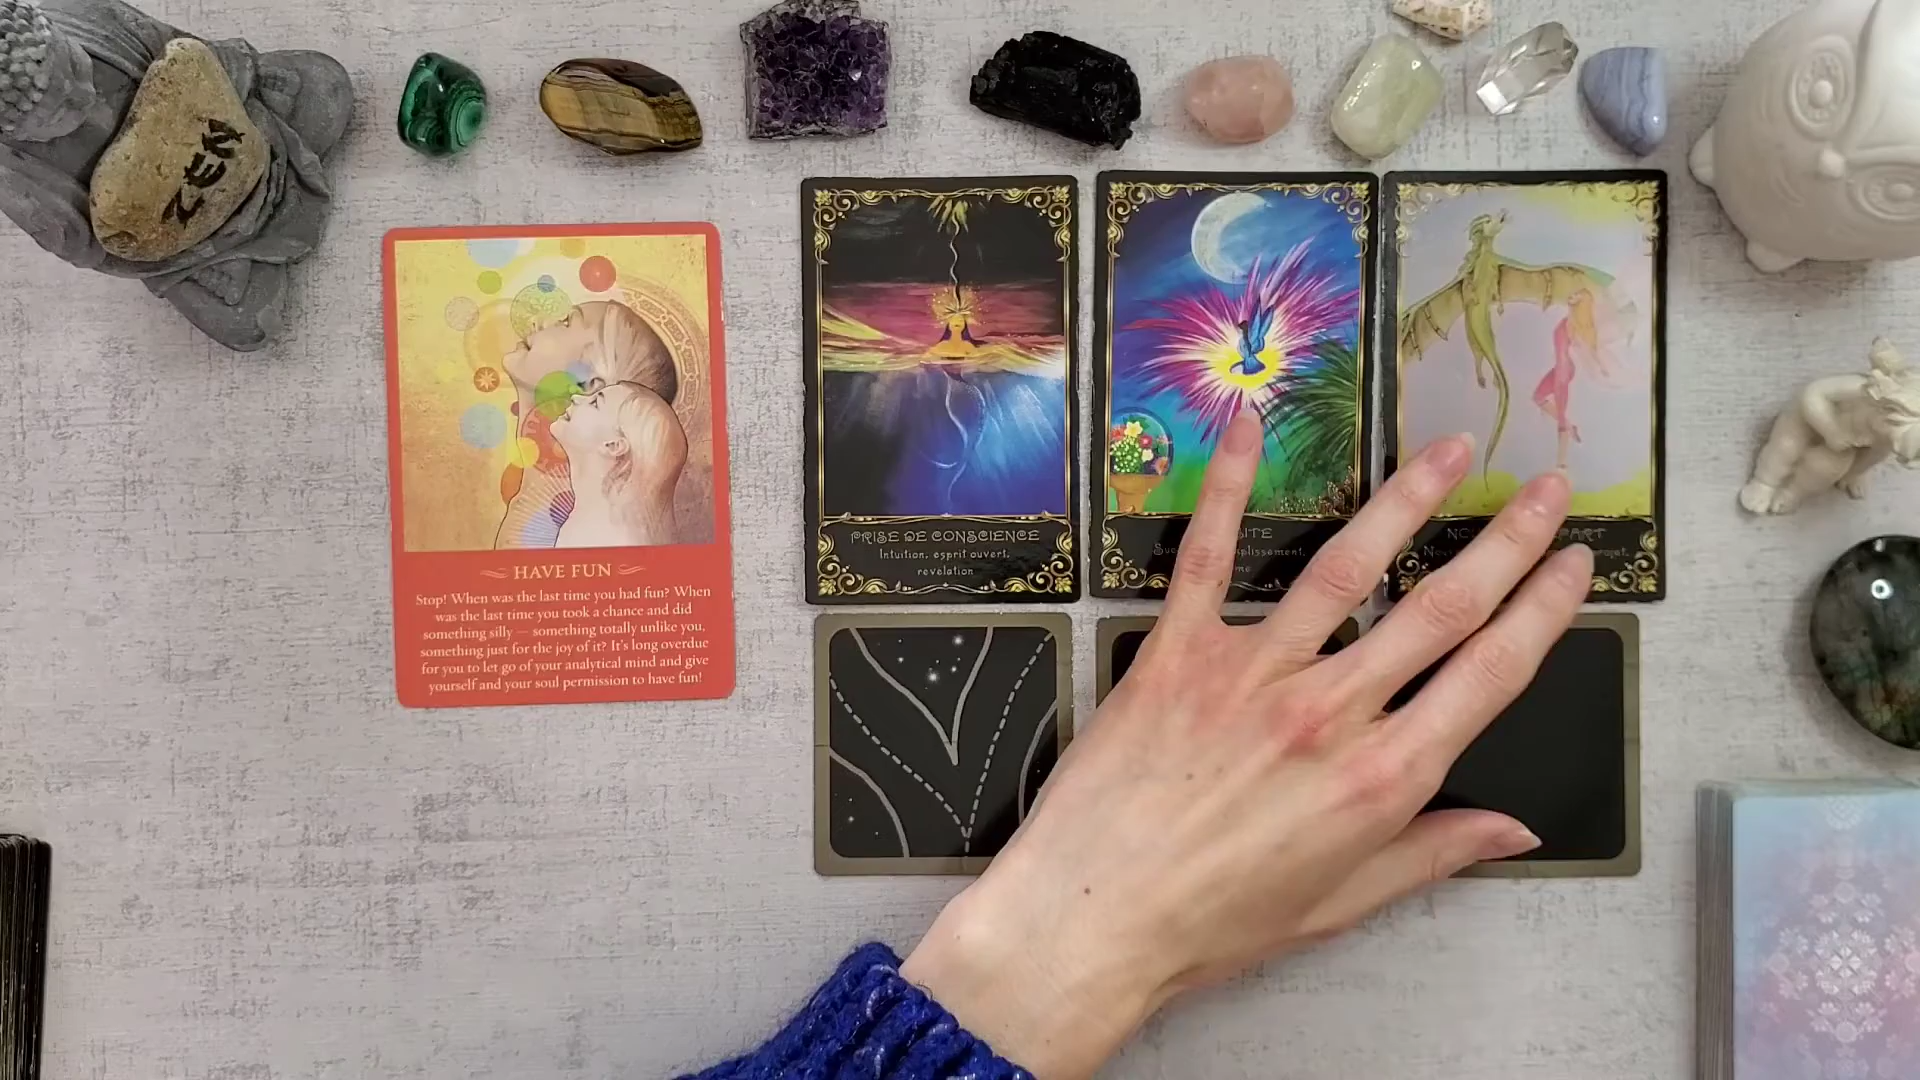 ZEN
HAVE FUN
Stop! When was the last time you had fun? When
was the last time you took a chance and did
something silly — something totally unlike you,
something just for the joy of it? It's long overdue
for you to let go of your analytical mind and give
yourself and your soul permission to have fun!
PRISE DE CONSCIENCE
Intuition, esprit ouvert,
revelation